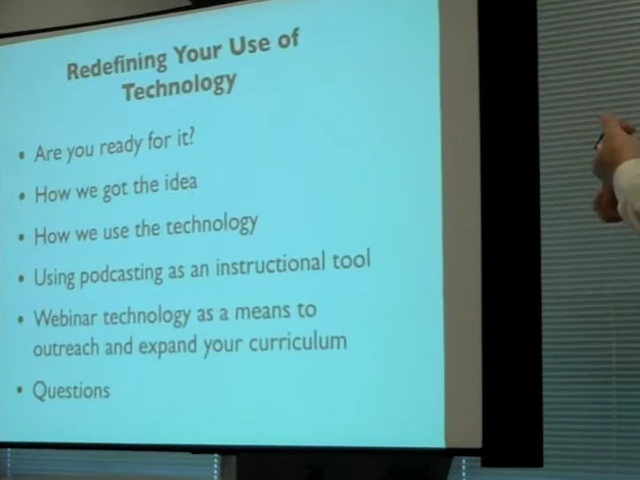 Redefining Your Use of
Technology
• Are you ready for it?
• How we got the idea
• How we use the technology
• Using podcasting as an instructional tool
• Webinar technology as a means to
outreach and expand your curriculum
• Questions